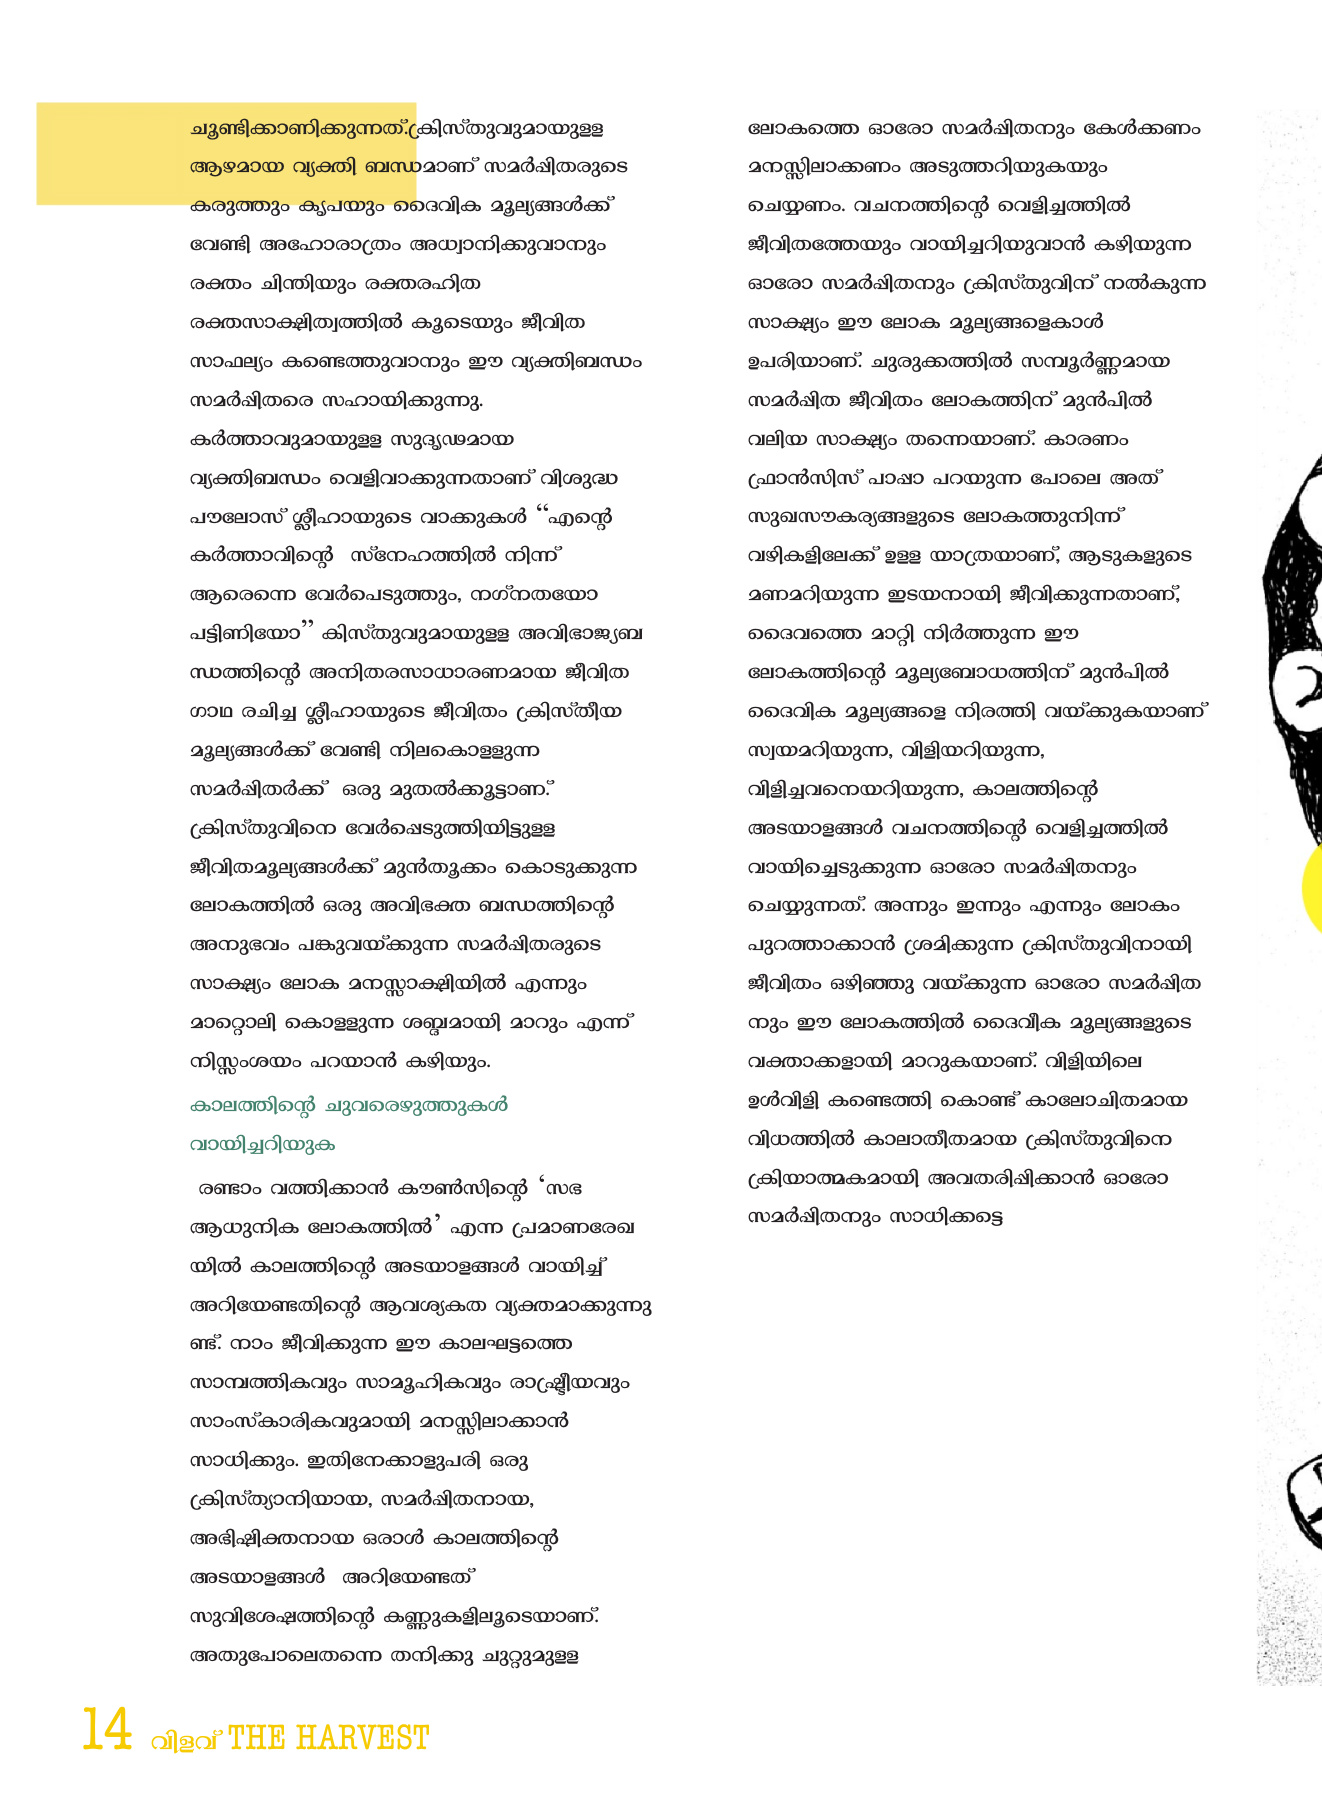 ചൂണ്ടിക്കാണിക്കുന്നത്.ക്രിസ്തുവുമായുളള
ആഴമായ വ്യക്തി ബന്ധമാണ് സമർപ്പിതരുടെ
കരുത്തും കൃപയും ദൈവിക മൂല്യങ്ങൾക്ക്
വേണ്ടി അഹോരാത്രം അധ്വാനിക്കുവാനും
രക്തം ചിന്തിയും രക്തരഹിത
രക്തസാക്ഷിത്വത്തിൽ കൂടെയും ജീവിത
സാഫല്യം കണ്ടെത്തുവാനും ഈ വ്യക്തിബന്ധം
സമർപ്പിതരെ സഹായിക്കുന്നു.
കർത്താവുമായുളള സുദൃഢമായ
വ്യക്തിബന്ധം വെളിവാക്കുന്നതാണ് വിശുദ്ധ
പൗലോസ് ശ്ലീഹായുടെ വാക്കുകൾ “എന്റെ
കർത്താവിന്റെ സ്നേഹത്തിൽ നിന്ന്
ആരെന്നെ വേർപെടുത്തും, നഗ്നതയോ
പട്ടിണിയോ” കിസ്തുവുമായുളള അവിഭാജ്യബ
ന്ധത്തിന്റെ അനിതരസാധാരണമായ ജീവിത
ഗാഥ രചിച്ച ശ്ലീഹായുടെ ജീവിതം ക്രിസ്തീയ
മൂല്യങ്ങൾക്ക് വേണ്ടി നിലകൊളളുന്ന
സമർപ്പിതർക്ക് ഒരു മുതൽക്കൂട്ടാണ്.
ക്രിസ്തുവിനെ വേർപ്പെടുത്തിയിട്ടുളള
ജീവിതമൂല്യങ്ങൾക്ക് മുൻതൂക്കം കൊടുക്കുന്ന
ലോകത്തിൽ ഒരു അവിഭക്ത ബന്ധത്തിന്റെ
അനുഭവം പങ്കുവയ്ക്കുന്ന സമർപ്പിതരുടെ
സാക്ഷ്യം ലോക മനസ്സാക്ഷിയിൽ എന്നും
മാറ്റൊലി കൊളളുന്ന ശബ്ദമായി മാറും എന്ന്
നിസ്സംശയം പറയാൻ കഴിയും.
കാലത്തിന്റെ ചുവരെഴുത്തുകൾ
വായിച്ചറിയുക
രണ്ടാം വത്തിക്കാൻ കൗൺസിന്റെ ‘സഭ
ആധുനിക ലോകത്തിൽ’ എന്ന പ്രമാണരേഖ
യിൽ കാലത്തിന്റെ അടയാളങ്ങൾ വായിച്ച്
അറിയേണ്ടതിന്റെ ആവശ്യകത വ്യക്തമാക്കുന്നു
ണ്ട്. നാം ജീവിക്കുന്ന ഈ കാലഘട്ടത്തെ
സാമ്പത്തികവും സാമൂഹികവും രാഷ്ട്രീയവും
സാംസ്കാരികവുമായി മനസ്സിലാക്കാൻ
സാധിക്കും. ഇതിനേക്കാളുപരി ഒരു
ക്രിസ്ത്യാനിയായ, സമർപ്പിതനായ,
അഭിഷിക്തനായ ഒരാൾ കാലത്തിന്റെ
അടയാളങ്ങൾ അറിയേണ്ടത്
സുവിശേഷത്തിന്റെ കണ്ണുകളിലൂടെയാണ്.
അതുപോലെതന്നെ തനിക്കു ചുറ്റുമുളള
ലോകത്തെ ഓരോ സമർപ്പിതനും കേൾക്കണം
മനസ്സിലാക്കണം അടുത്തറിയുകയും
ചെയ്യണം. വചനത്തിന്റെ വെളിച്ചത്തിൽ
ജീവിതത്തേയും വായിച്ചറിയുവാൻ കഴിയുന്ന
ഓരോ സമർപ്പിതനും ക്രിസ്തുവിന് നൽകുന്ന
സാക്ഷ്യം ഈ ലോക മൂല്യങ്ങളെകാൾ
ഉപരിയാണ്. ചുരുക്കത്തിൽ സമ്പൂർണ്ണമായ
സമർപ്പിത ജീവിതം ലോകത്തിന് മുൻപിൽ
വലിയ സാക്ഷ്യം തന്നെയാണ്. കാരണം
ഫ്രാൻസിസ് പാപ്പാ പറയുന്ന പോലെ അത്
സുഖസൗകര്യങ്ങളുടെ ലോകത്തുനിന്ന്
വഴികളിലേക്ക് ഉളള യാത്രയാണ്, ആടുകളുടെ
മണമറിയുന്ന ഇടയനായി ജീവിക്കുന്നതാണ്,
ദൈവത്തെ മാറ്റി നിർത്തുന്ന ഈ
ലോകത്തിന്റെ മൂല്യബോധത്തിന് മുൻപിൽ
ദൈവിക മൂല്യങ്ങളെ നിരത്തി വയ്ക്കുകയാണ്
സ്വയമറിയുന്ന, വിളിയറിയുന്ന,
വിളിച്ചവനെയറിയുന്ന, കാലത്തിന്റെ
അടയാളങ്ങൾ വചനത്തിന്റെ വെളിച്ചത്തിൽ
വായിച്ചെടുക്കുന്ന ഓരോ സമർപ്പിതനും
ചെയ്യുന്നത്. അന്നും ഇന്നും എന്നും ലോകം
പുറത്താക്കാൻ ശ്രമിക്കുന്ന ക്രിസ്തുവിനായി
ജീവിതം ഒഴിഞ്ഞു വയ്ക്കുന്ന ഓരോ സമർപ്പിത
നും ഈ ലോകത്തിൽ ദൈവീക മൂല്യങ്ങളുടെ
വക്താക്കളായി മാറുകയാണ്. വിളിയിലെ
ഉൾവിളി കണ്ടെത്തി കൊണ്ട് കാലോചിതമായ
വിധത്തിൽ കാലാതീതമായ ക്രിസ്തുവിനെ
ക്രിയാത്മകമായി അവതരിപ്പിക്കാൻ ഓരോ
സമർപ്പിതനും സാധിക്കട്ടെ
14 വിളവ് THE HARVEST